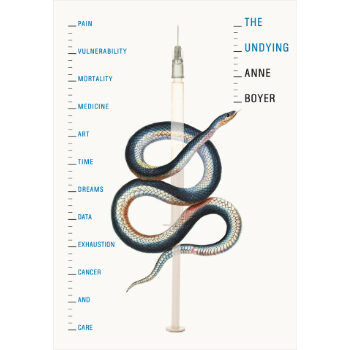 PAIN
VULNERABILITY
MORTALITY
MEDICINE
ART
TIME
DREAMS
DATA
EXHAUSTION
CANCER
AND
CARE
THE
UNDYING
ANNE
BOYER